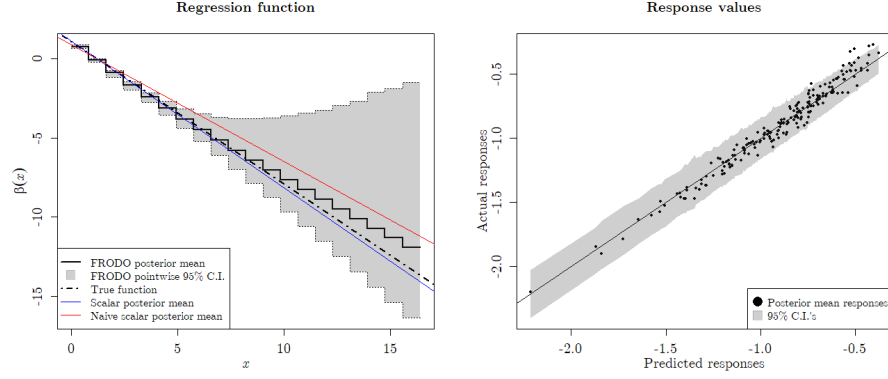 Regression function
β(x)
0
-5
-10
-15
FRODO posterior mean
FRODO pointwise 95% C.I.
True function
Scalar posterior mean
Naive scalar posterior mean
0 5 10 15
x
Response values
Actual responses
-0.5
-1.0
-1.5
-2.0
Posterior mean responses
95% C.I.'s
-2.0 -1.5 -1.0 -0.5
Predicted responses